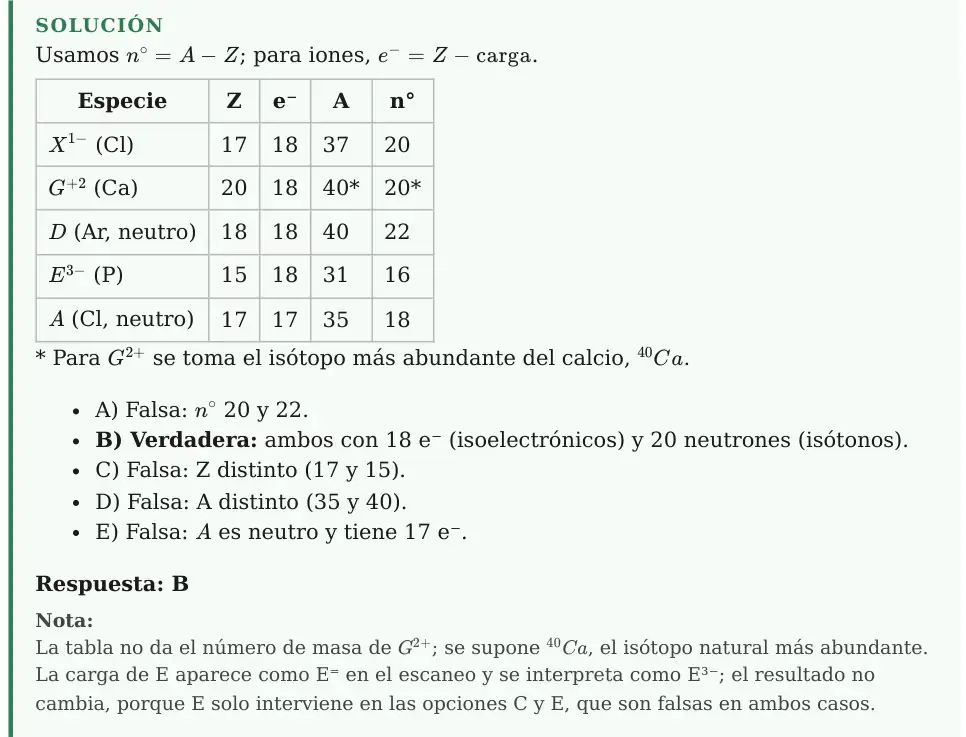 SOLUCIÓN
Usamos n° = A − Z; para iones, e⁻ = Z − carga.
Especie Z e⁻ A n°
X¹⁻ (Cl) 17 18 37 20
G⁺² (Ca) 20 18 40* 20*
D (Ar, neutro) 18 18 40 22
E³⁻ (P) 15 18 31 16
A (Cl, neutro) 17 17 35 18
* Para G²⁺ se toma el isótopo más abundante del calcio, ⁴⁰Ca.
• A) Falsa: n° 20 y 22.
• B) Verdadera: ambos con 18 e⁻ (isoelectrónicos) y 20 neutrones (isótonos).
• C) Falsa: Z distinto (17 y 15).
• D) Falsa: A distinto (35 y 40).
• E) Falsa: A es neutro y tiene 17 e⁻.
Respuesta: B
Nota:
La tabla no da el número de masa de G²⁺; se supone ⁴⁰Ca, el isótopo natural más abundante.
La carga de E aparece como E⁼ en el escaneo y se interpreta como E³⁻; el resultado no
cambia, porque E solo interviene en las opciones C y E, que son falsas en ambos casos.